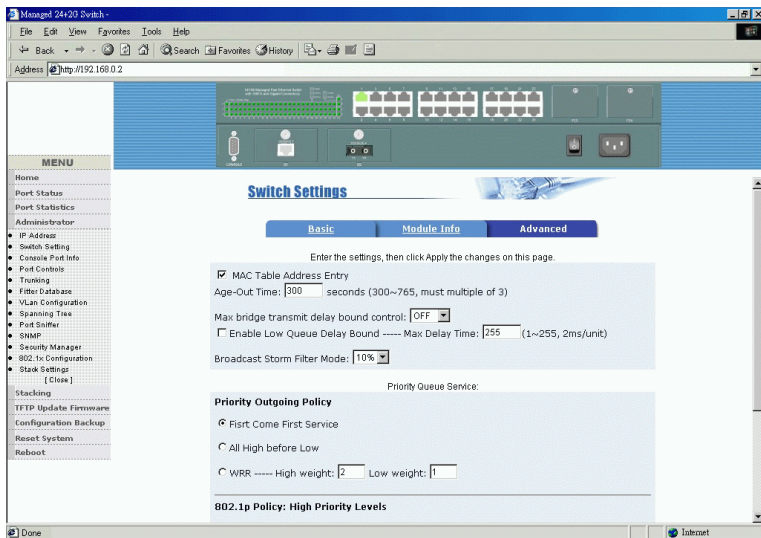 Managed 24+2G Switch -
File Edit View Favorites Tools Help
Back Search Favorites History
Address http://192.168.0.2
CONSOLE
MENU
Home
Port Status
Port Statistics
Administrator
IP Address
Switch Setting
Console Port Info
Port Controls
Trunking
Filter Database
VLan Configuration
Spanning Tree
Port Sniffer
SNMP
Security Manager
802.1x Configuration
Stack Settings
[ Close ]
Stacking
TFTP Update Firmware
Configuration Backup
Reset System
Reboot
Switch Settings
Basic Module Info Advanced
Enter the settings, then click Apply the changes on this page.
MAC Table Address Entry
Age-Out Time: 300 seconds (300~765, must multiple of 3)
Max bridge transmit delay bound control: OFF
Enable Low Queue Delay Bound ----- Max Delay Time: 255 (1~255, 2ms/unit)
Broadcast Storm Filter Mode: 10%
Priority Queue Service:
Priority Outgoing Policy
Fisrt Come First Service
All High before Low
WRR ----- High weight: 2 Low weight: 1
802.1p Policy: High Priority Levels
Done Internet